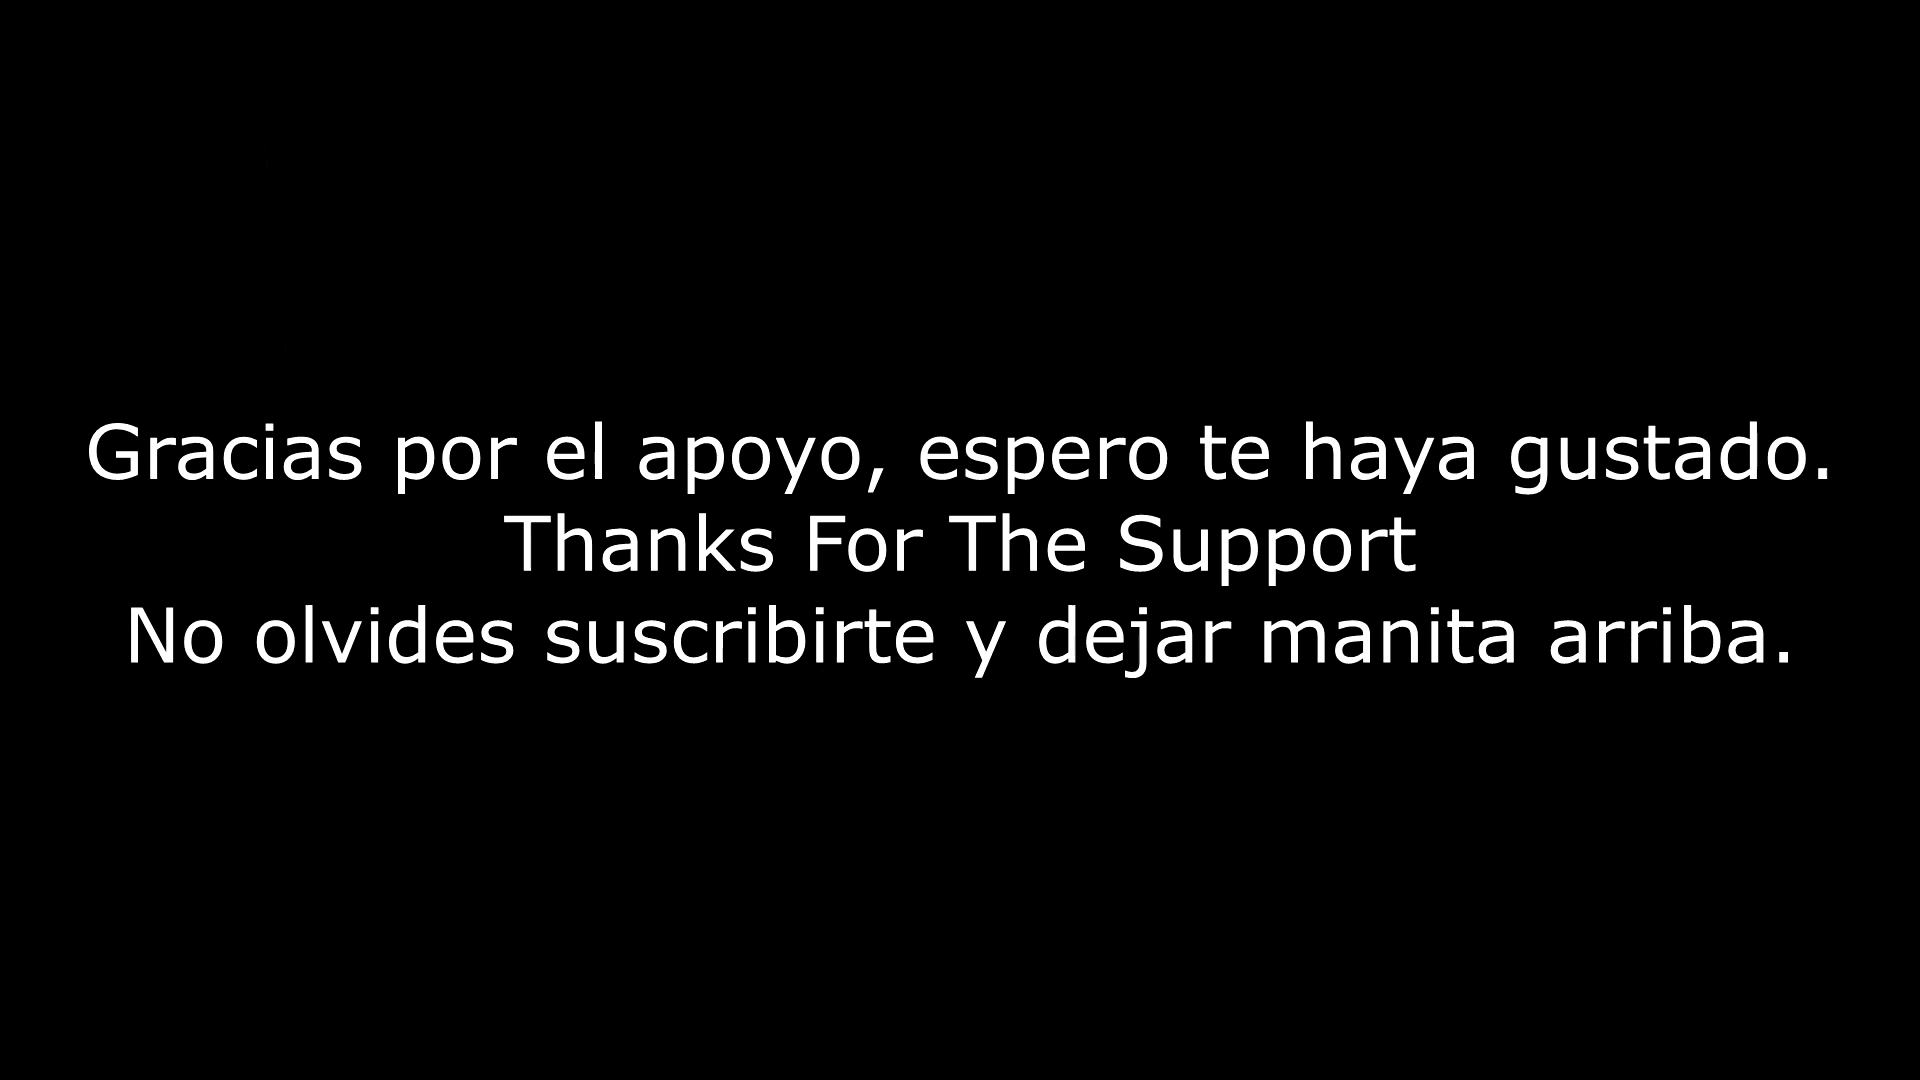 Gracias por el apoyo, espero te haya gustado.
Thanks For The Support
No olvides suscribirte y dejar manita arriba.